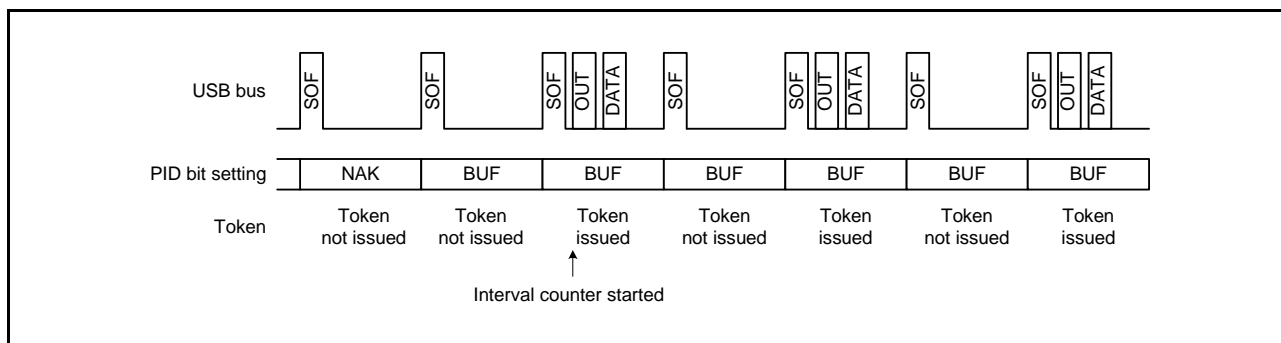 USB bus
SOF SOF SOF OUT DATA SOF SOF OUT DATA SOF SOF OUT DATA
PID bit setting NAK BUF BUF BUF BUF BUF BUF
Token
Token not issued
Token not issued
Token issued
Token not issued
Token issued
Token not issued
Token issued
Interval counter started